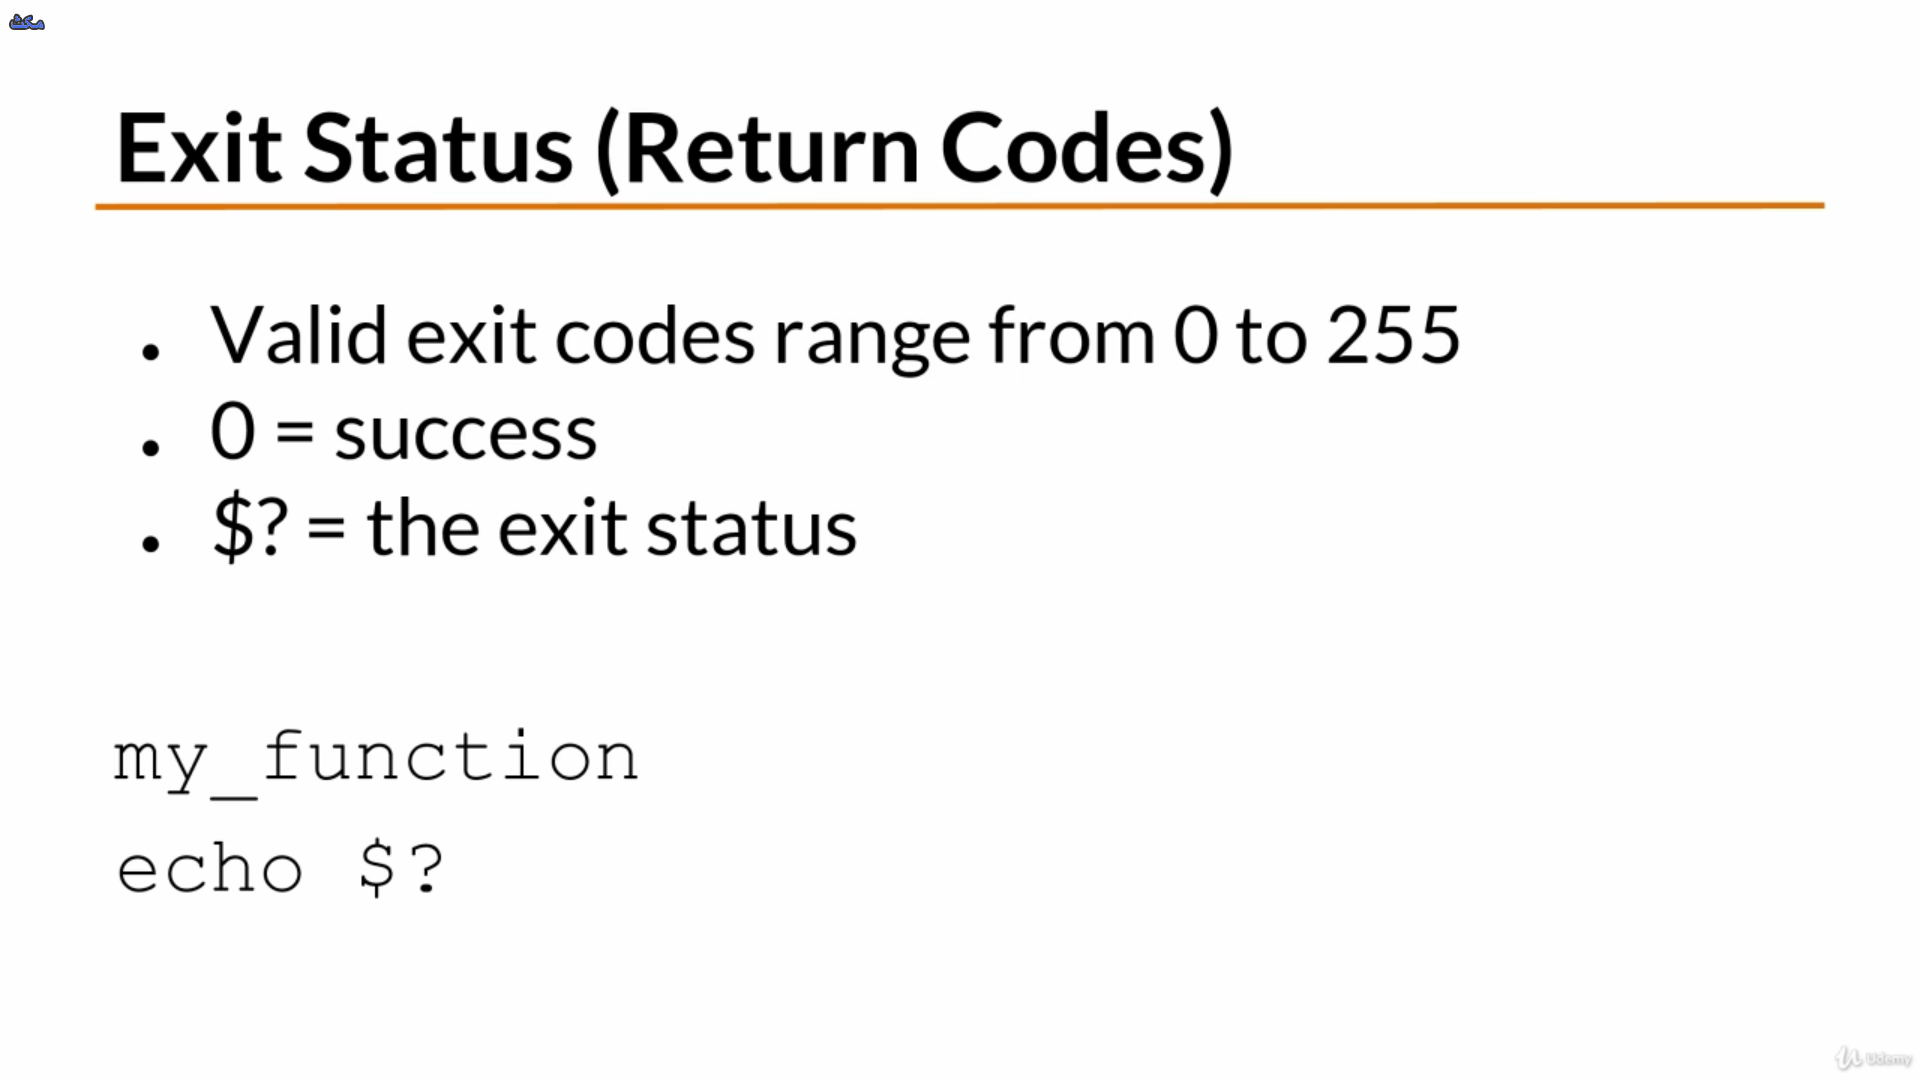 مكث
Exit Status (Return Codes)
• Valid exit codes range from 0 to 255
• 0 = success
• $? = the exit status
my_function
echo $?
Udemy